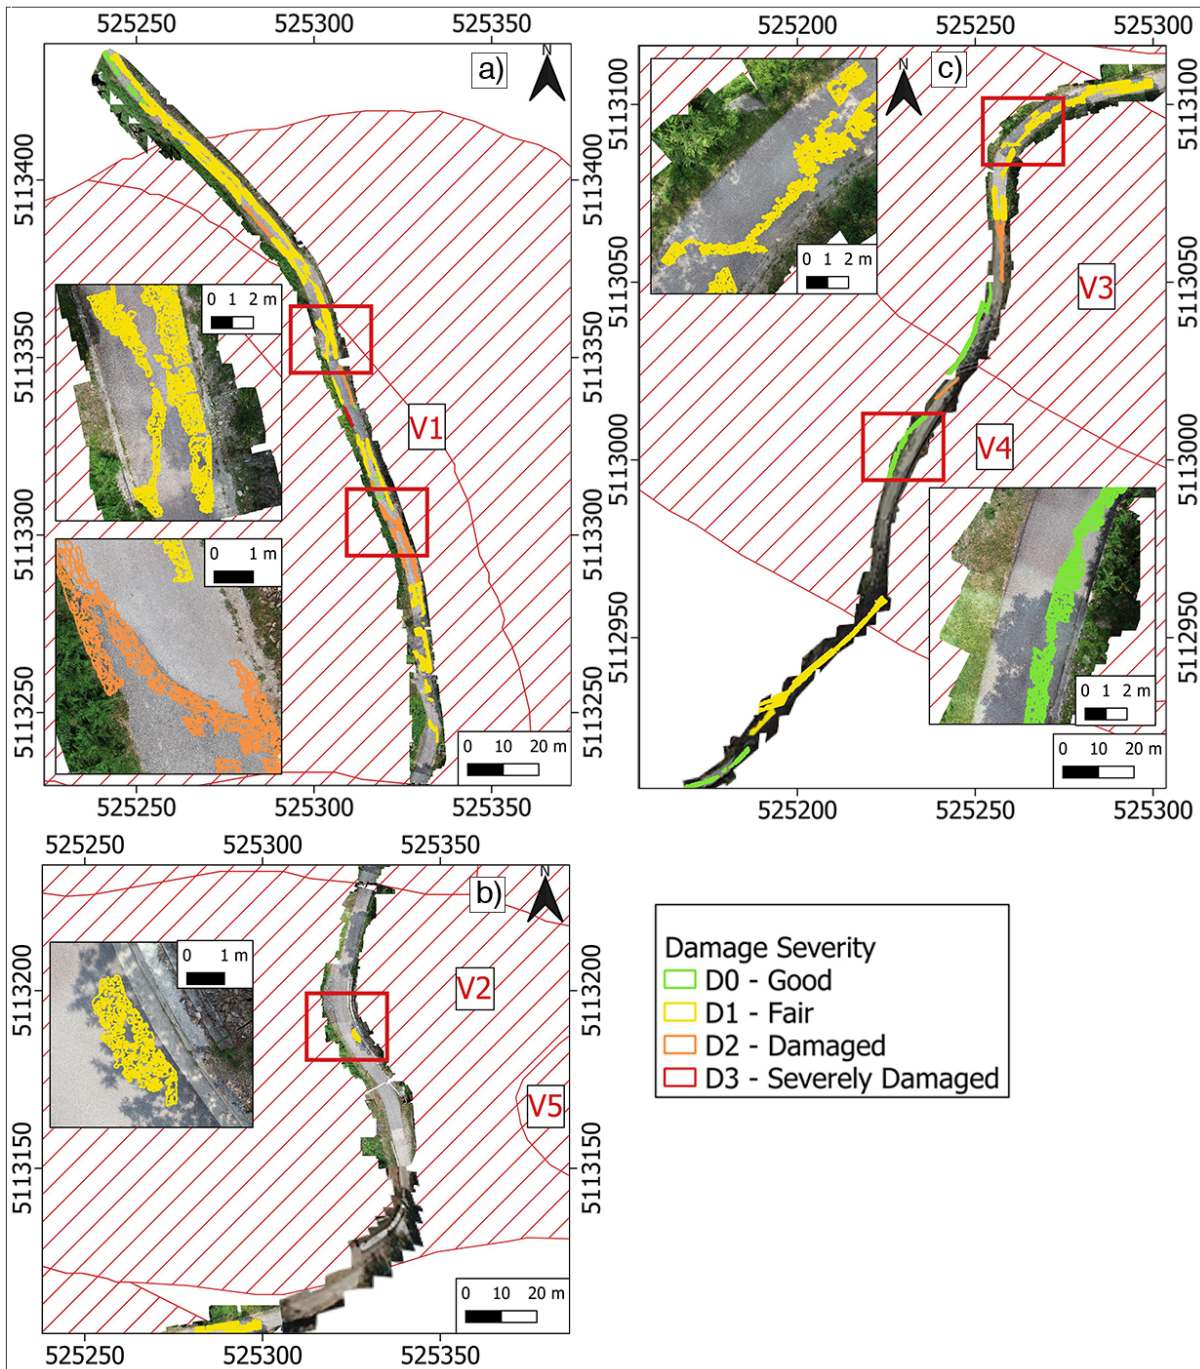 525250 525300 525350
a)
N
5113400
5113350
5113300
5113250
0 1 2 m
V1
0 1 m
0 10 20 m
525250 525300 525350
525200 525250 525300
c)
N
5113100
5113050
5113000
5112950
0 1 2 m
V3
V4
0 1 2 m
0 10 20 m
525200 525250 525300
525250 525300 525350
b)
N
5113200
5113150
5113200
5113150
0 1 m
V2
V5
0 10 20 m
525250 525300 525350
Damage Severity
D0 - Good
D1 - Fair
D2 - Damaged
D3 - Severely Damaged